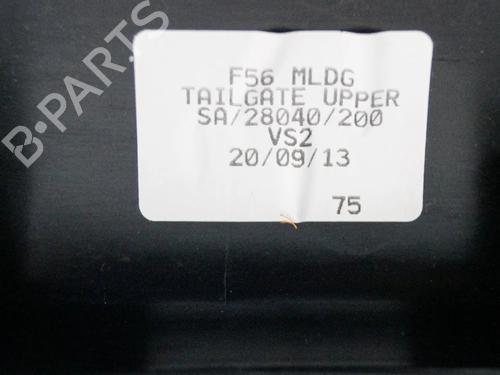 B-PARTS
F56 MLDG
TAILGATE UPPER
SA/28040/200
VS2
20/09/13
75